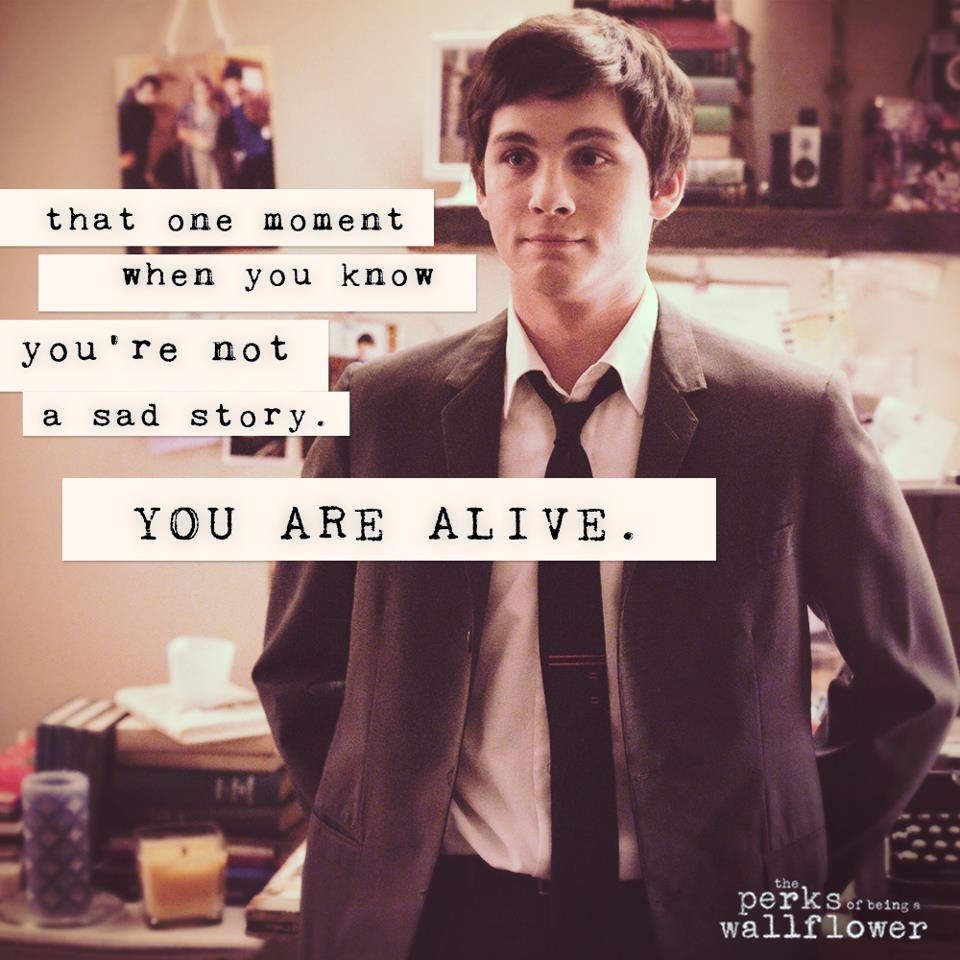 that one moment
when you know
you're not
a sad story.
YOU ARE ALIVE.
the
perks of being a
wallflower